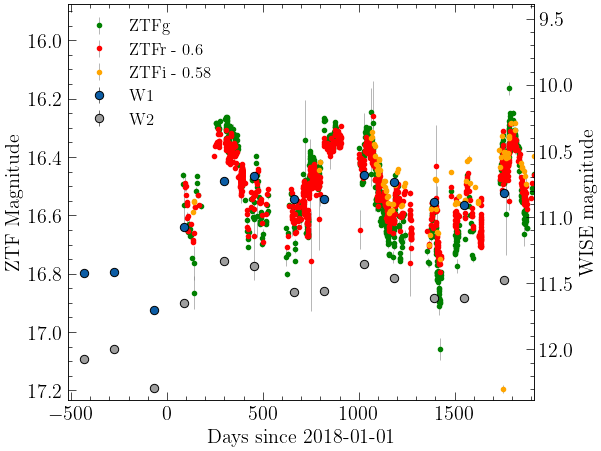 ZTFg
ZTFr - 0.6
ZTFi - 0.58
W1
W2
16.0
16.2
16.4
16.6
16.8
17.0
17.2
ZTF Magnitude
9.5
10.0
10.5
11.0
11.5
12.0
WISE magnitude
−500
0
500
1000
1500
Days since 2018-01-01